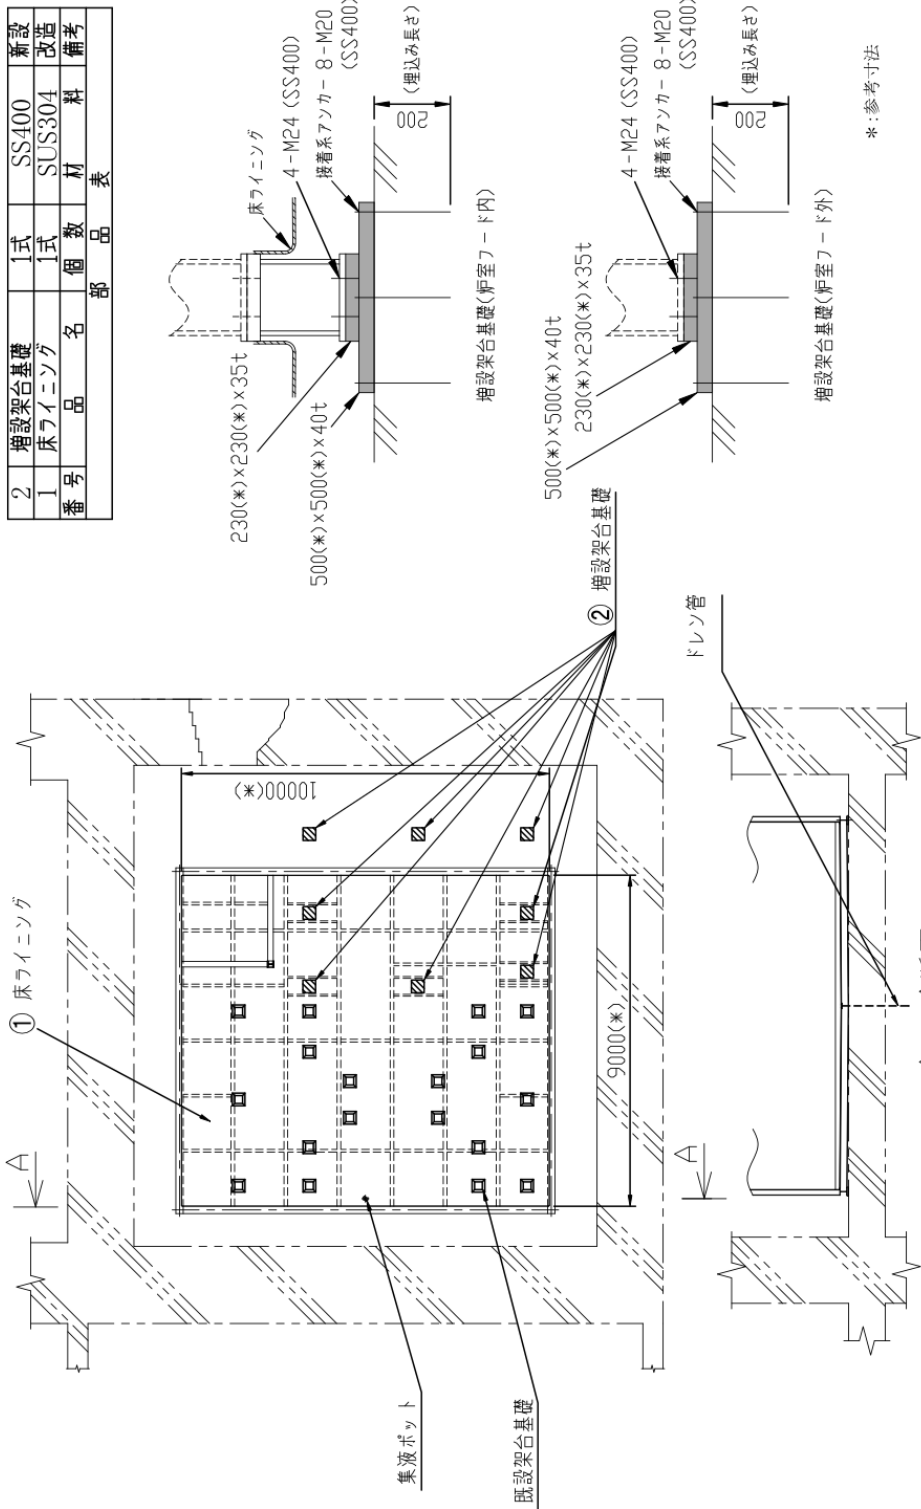 2 増設架台基礎 1式 SS400 新設
1 床ライニング 1式 SUS304 改造
番号 品名 個数 材料 備考
部品表
床ライニング
4-M24 (SS400)
接着系アンカー 8-M20
(SS400)
230(*)×230(*)×35t
500(*)×500(*)×40t
200
(埋込み長さ)
増設架台基礎(炉室フード内)
4-M24 (SS400)
接着系アンカー 8-M20
(SS400)
500(*)×500(*)×40t
230(*)×230(*)×35t
200
(埋込み長さ)
増設架台基礎(炉室フード外)
*:参考寸法
① 床ライニング
A
10000(*)
9000(*)
② 増設架台基礎
集液ポット
既設架台基礎
A
ドレン管